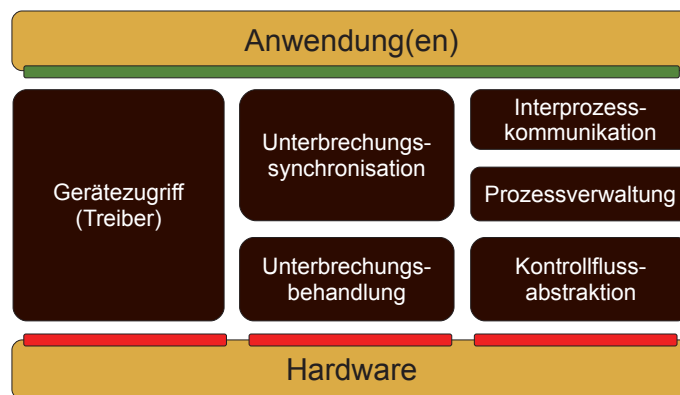 Anwendung(en)
Gerätezugriff
(Treiber)
Unterbrechungs-
synchronisation
Unterbrechungs-
behandlung
Interprozess-
kommunikation
Prozessverwaltung
Kontrollfluss-
abstraktion
Hardware